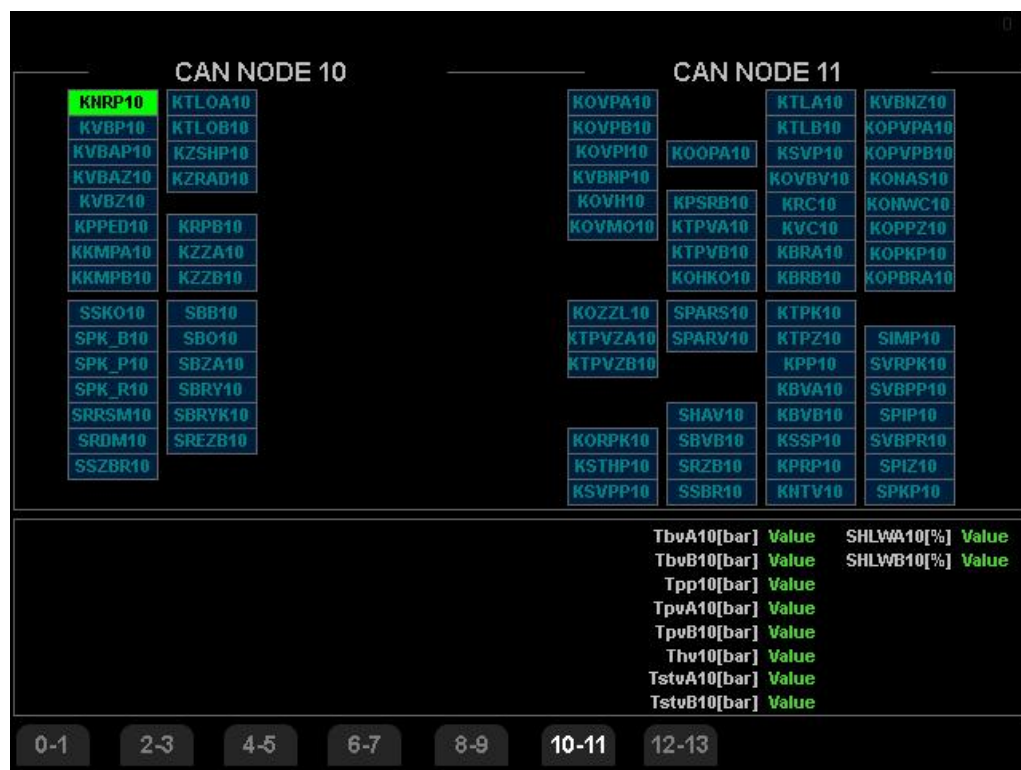 0
CAN NODE 10 CAN NODE 11
KNRP10 KTLOA10 KOVPA10 KTLA10 KVBNZ10
KVBP10 KTLOB10 KOVPB10 KTLB10 KOPVPA10
KVBAP10 KZSHP10 KOVPI10 KOOPA10 KSVP10 KOPVPB10
KVBAZ10 KZRAD10 KVBNP10 KOVBV10 KONAS10
KVBZ10 KOVH10 KPSRB10 KRC10 KONWC10
KPPED10 KRPB10 KOVMO10 KTPVA10 KVC10 KOPPZ10
KKMPA10 KZZA10 KTPVB10 KBRA10 KOPKP10
KKMPB10 KZZB10 KOHKO10 KBRB10 KOPBRA10
SSKO10 SBB10 KOZZL10 SPARS10 KTPK10
SPK_B10 SBO10 KTPVZA10 SPARV10 KTPZ10 SIMP10
SPK_P10 SBZA10 KTPVZB10 KPP10 SVRPK10
SPK_R10 SBRY10 KBVA10 SVBPP10
SRRSM10 SBRYK10 SHAV10 KBVB10 SPIP10
SRDM10 SREZB10 KORPK10 SBVB10 KSSP10 SVBPR10
SSZBR10 KSTHP10 SRZB10 KPRP10 SPIZ10
KSVPP10 SSBR10 KNTV10 SPKP10
TbvA10[bar] Value SHLWA10[%] Value
TbvB10[bar] Value SHLWB10[%] Value
Tpp10[bar] Value
TpvA10[bar] Value
TpvB10[bar] Value
Thv10[bar] Value
TstvA10[bar] Value
TstvB10[bar] Value
0-1 2-3 4-5 6-7 8-9 10-11 12-13